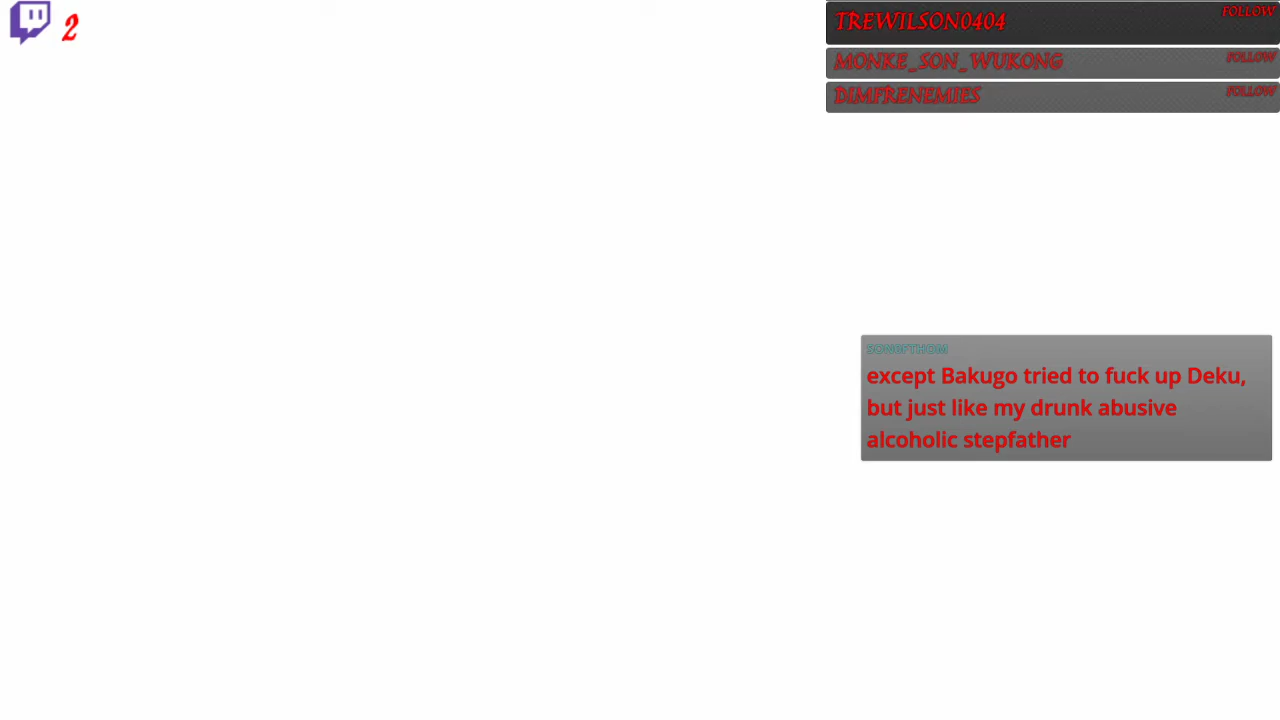 2
TREWILSON0404 FOLLOW
MONKE_SON_WUKONG FOLLOW
DIMFRENEMIES FOLLOW
except Bakugo tried to fuck up Deku,
but just like my drunk abusive
alcoholic stepfather